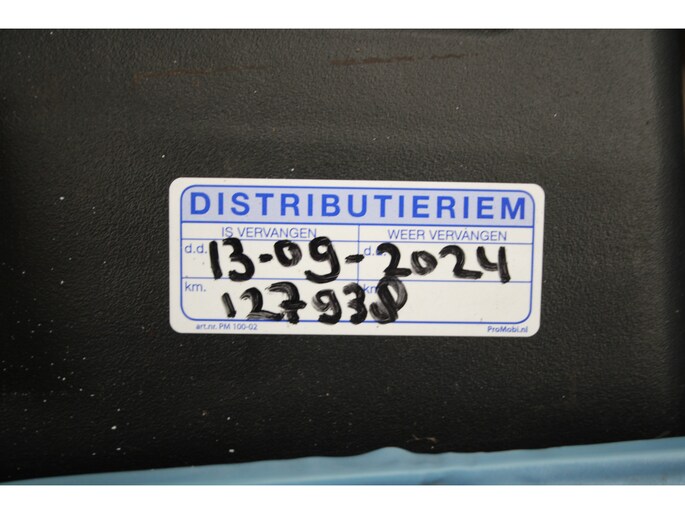 DISTRIBUTIERIEM
IS VERVANGEN WEER VERVANGEN
d.d. 13-09-2024 d.
km. 127938 km
art.nr. PM 100-02 ProMobi.nl